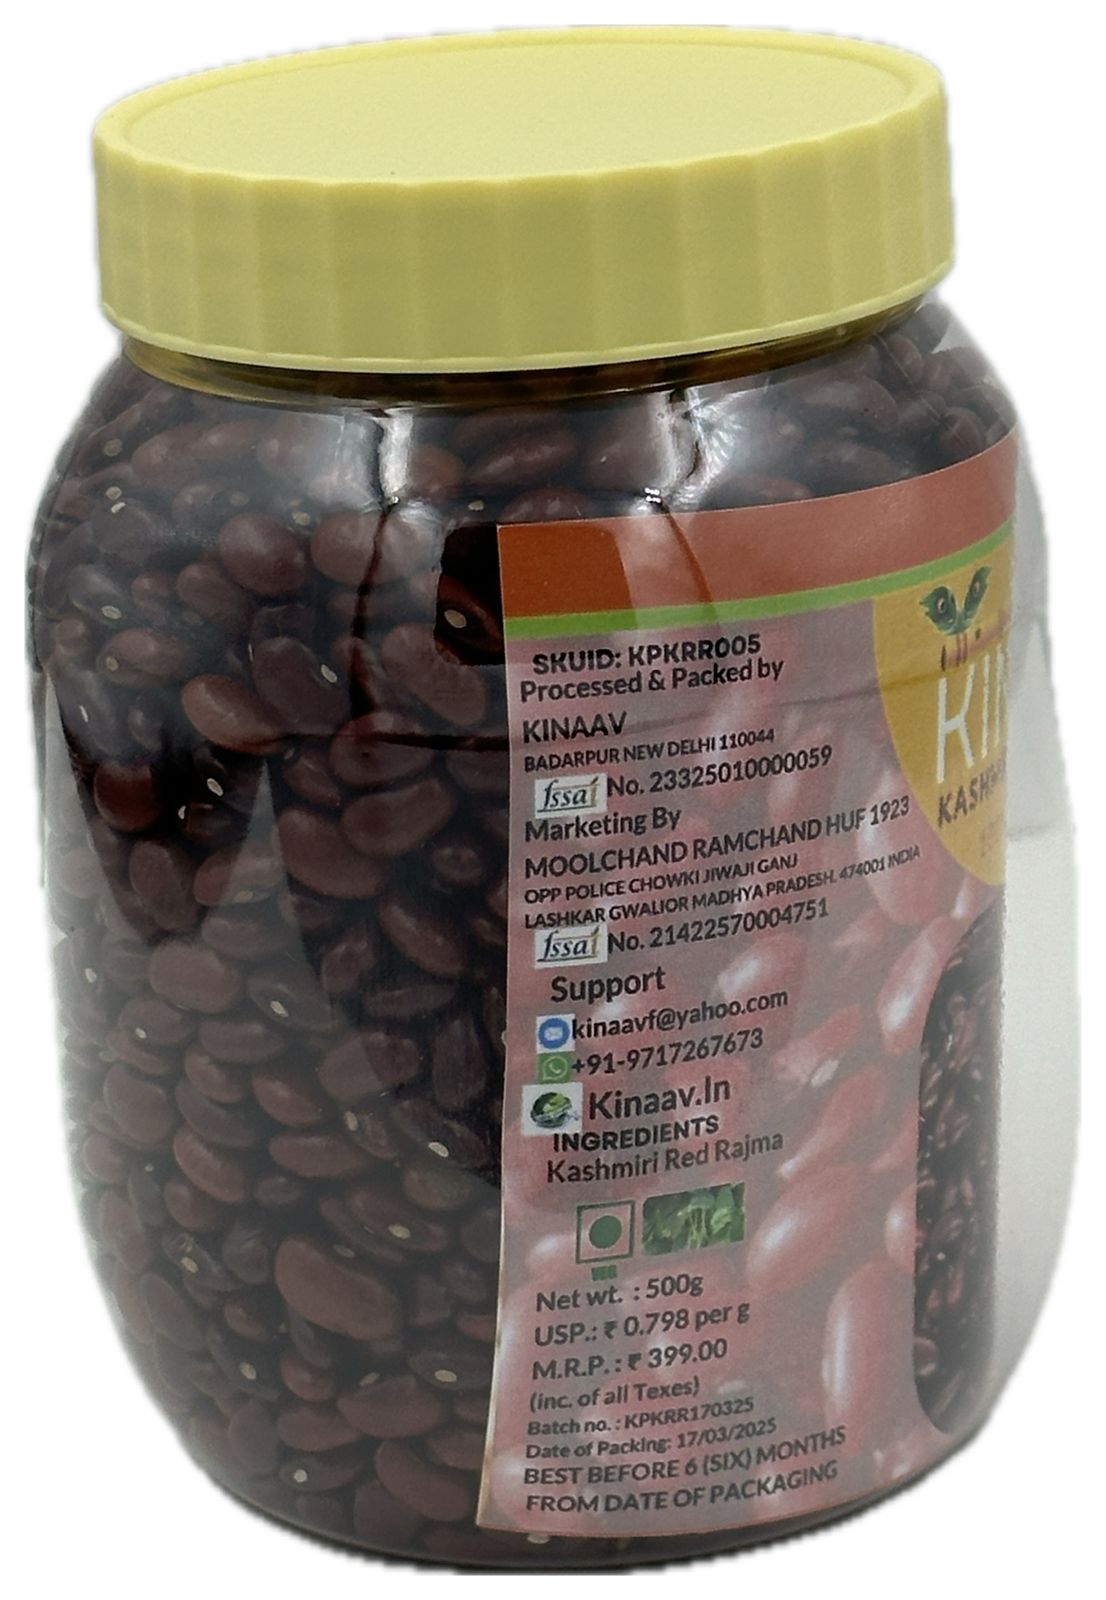 SKUID: KPKRR005
Processed & Packed by
KINAAV
BADARPUR NEW DELHI 110044
fssai No. 23325010000059
Marketing By
MOOLCHAND RAMCHAND HUF 1923
OPP POLICE CHOWKI JIWAJI GANJ
LASHKAR GWALIOR MADHYA PRADESH. 474001 INDIA
fssai No. 21422570004751
Support
kinaavf@yahoo.com
+91-9717267673
Kinaav.In
INGREDIENTS
Kashmiri Red Rajma
VEG
Net wt. : 500g
USP.: ₹ 0.798 per g
M.R.P. : ₹ 399.00
(inc. of all Texes)
Batch no. : KPKRR170325
Date of Packing: 17/03/2025
BEST BEFORE 6 (SIX) MONTHS
FROM DATE OF PACKAGING
KIN
KASH